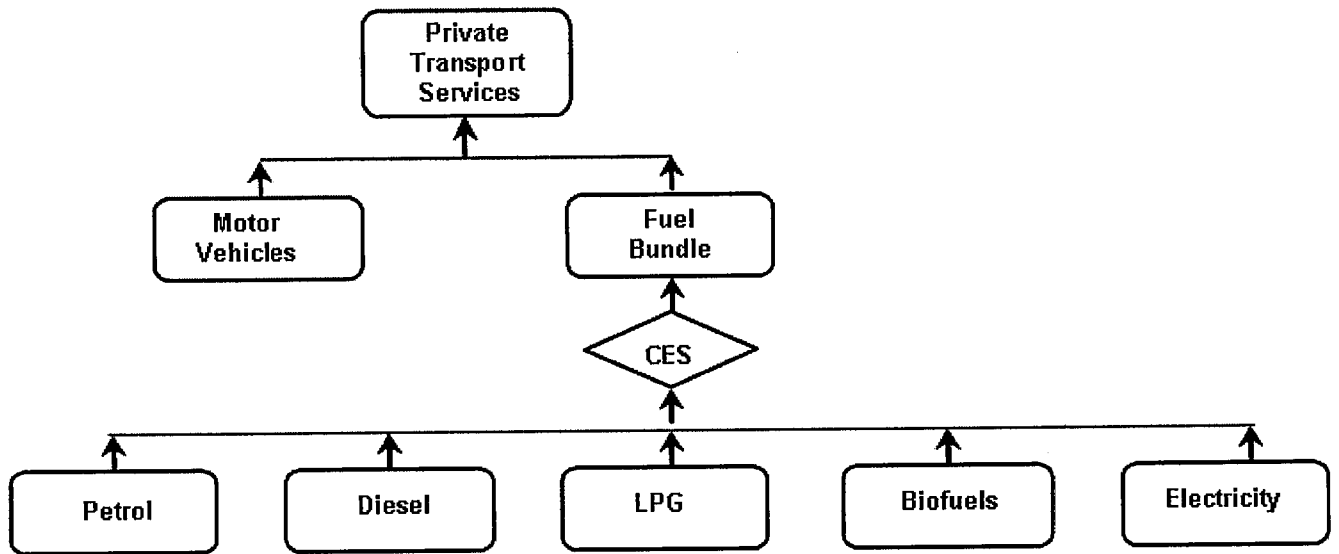 Private
Transport
Services
Motor
Vehicles
Fuel
Bundle
CES
Petrol
Diesel
LPG
Biofuels
Electricity